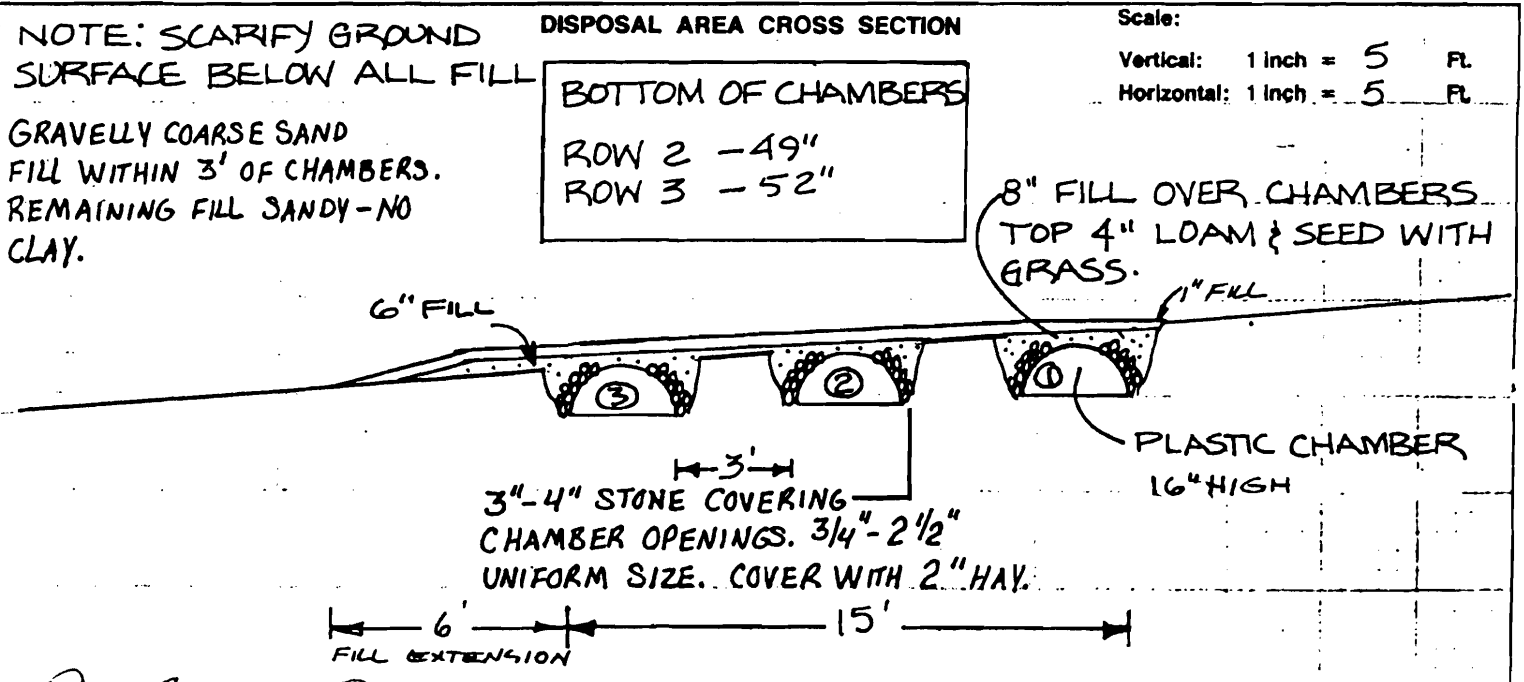 NOTE: SCARIFY GROUND
SURFACE BELOW ALL FILL
GRAVELLY COARSE SAND
FILL WITHIN 3' OF CHAMBERS.
REMAINING FILL SANDY-NO
CLAY.
DISPOSAL AREA CROSS SECTION
BOTTOM OF CHAMBERS
ROW 2 -49"
ROW 3 -52"
Scale:
Vertical: 1 inch = 5 Ft.
Horizontal: 1 inch = 5 Ft.
8" FILL OVER CHAMBERS
TOP 4" LOAM & SEED WITH
GRASS.
6" FILL
1" FILL
3
2
1
PLASTIC CHAMBER
16" HIGH
3'
3"-4" STONE COVERING
CHAMBER OPENINGS. 3/4"-2 1/2"
UNIFORM SIZE. COVER WITH 2" HAY.
6'
FILL EXTENSION
15'